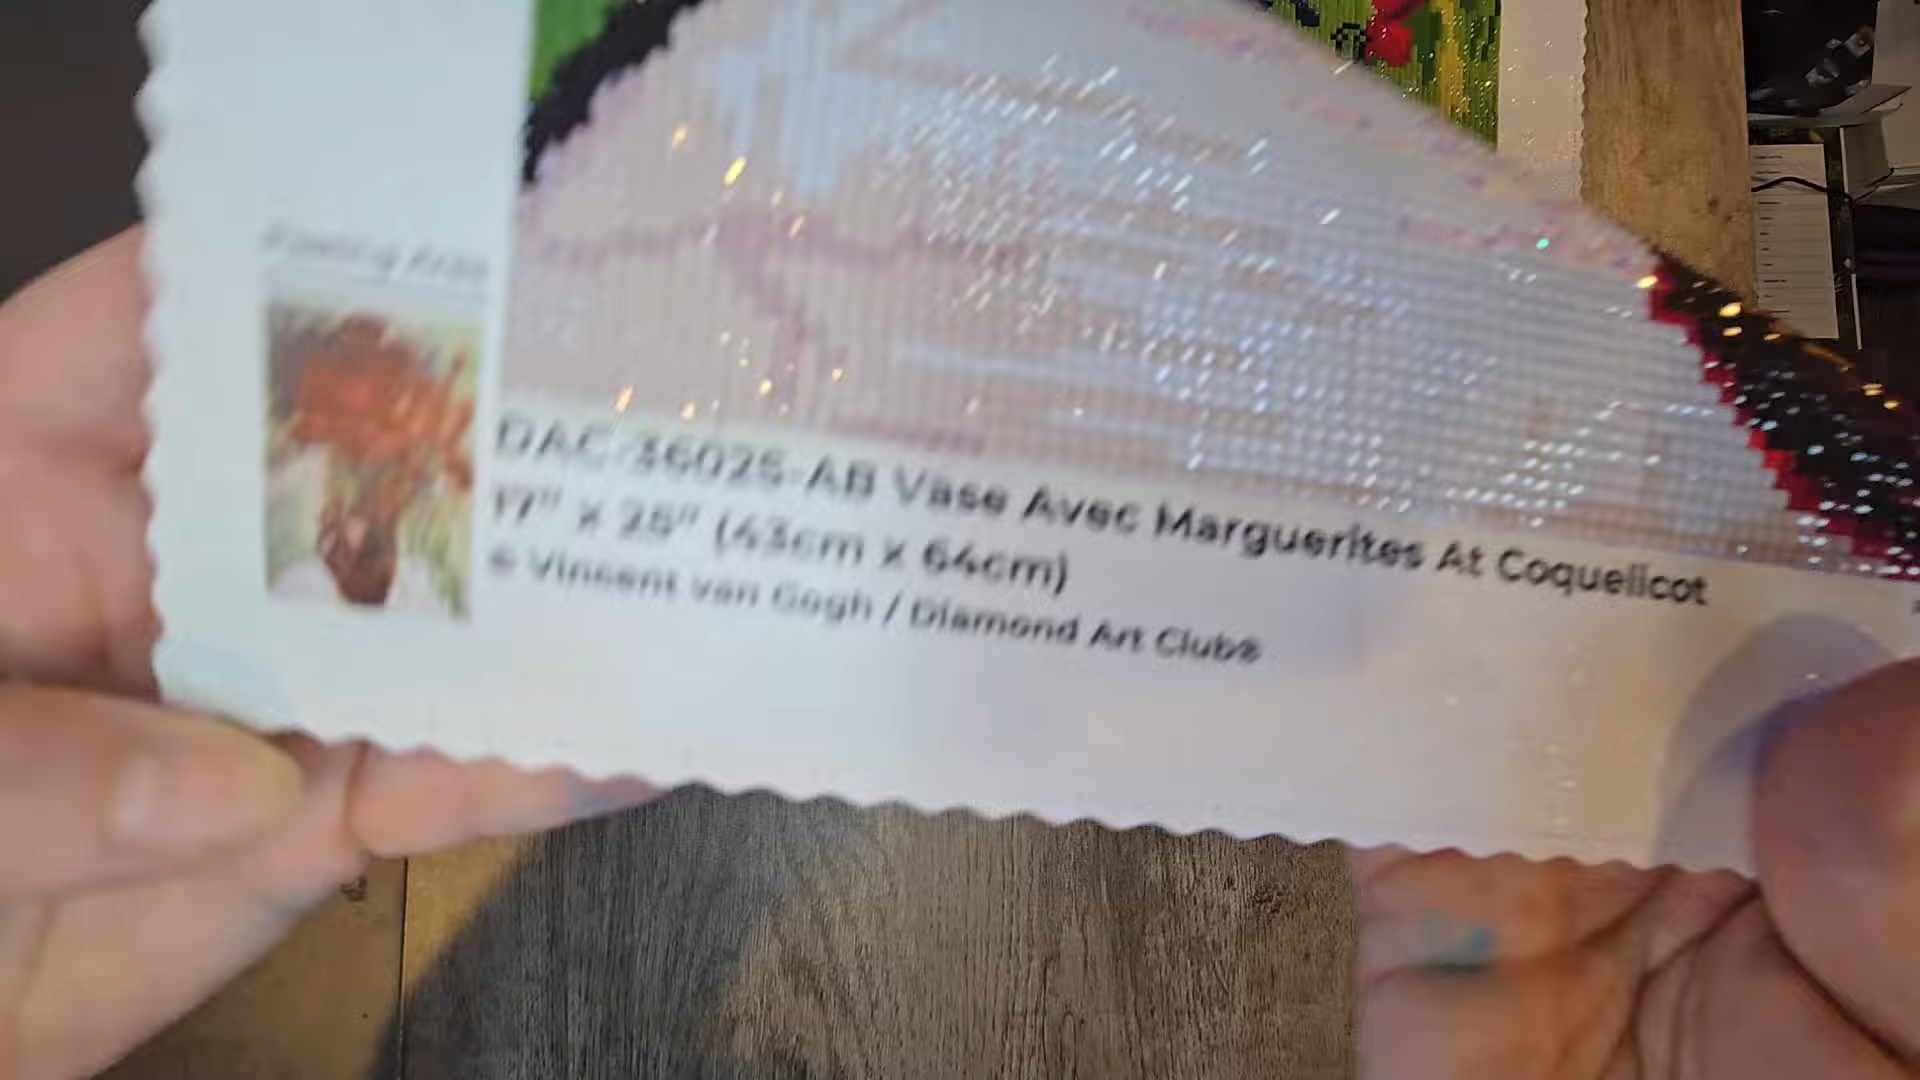 DAC-36025-AB Vase Avec Marguerites At Coquelicot
17" x 25" (43cm x 64cm)
© Vincent van Gogh / Diamond Art Club®